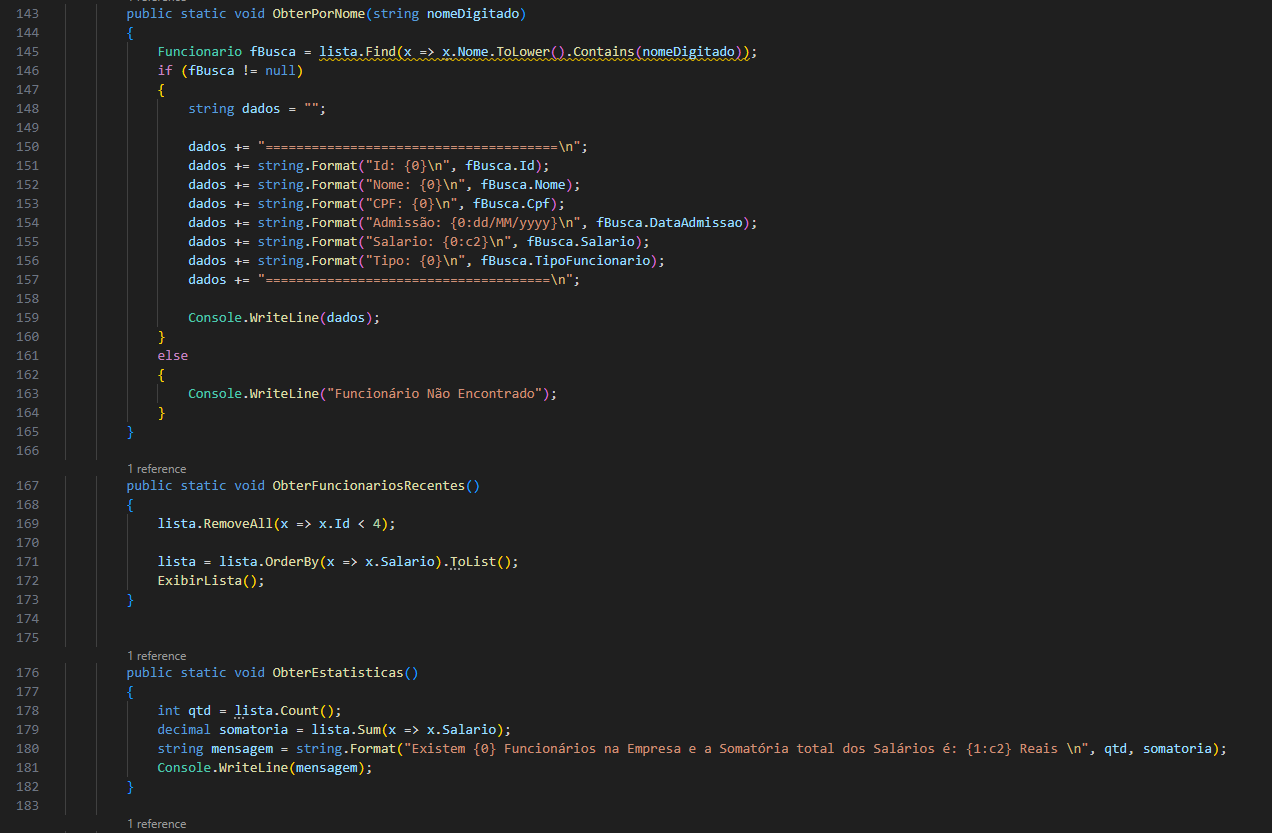 143 public static void ObterPorNome(string nomeDigitado)
144 {
145 Funcionario fBusca = lista.Find(x => x.Nome.ToLower().Contains(nomeDigitado));
146 if (fBusca != null)
147 {
148 string dados = "";
149
150 dados += "======================================\n";
151 dados += string.Format("Id: {0}\n", fBusca.Id);
152 dados += string.Format("Nome: {0}\n", fBusca.Nome);
153 dados += string.Format("CPF: {0}\n", fBusca.Cpf);
154 dados += string.Format("Admissão: {0:dd/MM/yyyy}\n", fBusca.DataAdmissao);
155 dados += string.Format("Salario: {0:c2}\n", fBusca.Salario);
156 dados += string.Format("Tipo: {0}\n", fBusca.TipoFuncionario);
157 dados += "=====================================\n";
158
159 Console.WriteLine(dados);
160 }
161 else
162 {
163 Console.WriteLine("Funcionário Não Encontrado");
164 }
165 }
166
1 reference
167 public static void ObterFuncionariosRecentes()
168 {
169 lista.RemoveAll(x => x.Id < 4);
170
171 lista = lista.OrderBy(x => x.Salario).ToList();
172 ExibirLista();
173 }
174
175
1 reference
176 public static void ObterEstatisticas()
177 {
178 int qtd = lista.Count();
179 decimal somatoria = lista.Sum(x => x.Salario);
180 string mensagem = string.Format("Existem {0} Funcionários na Empresa e a Somatória total dos Salários é: {1:c2} Reais \n", qtd, somatoria);
181 Console.WriteLine(mensagem);
182 }
183
1 reference